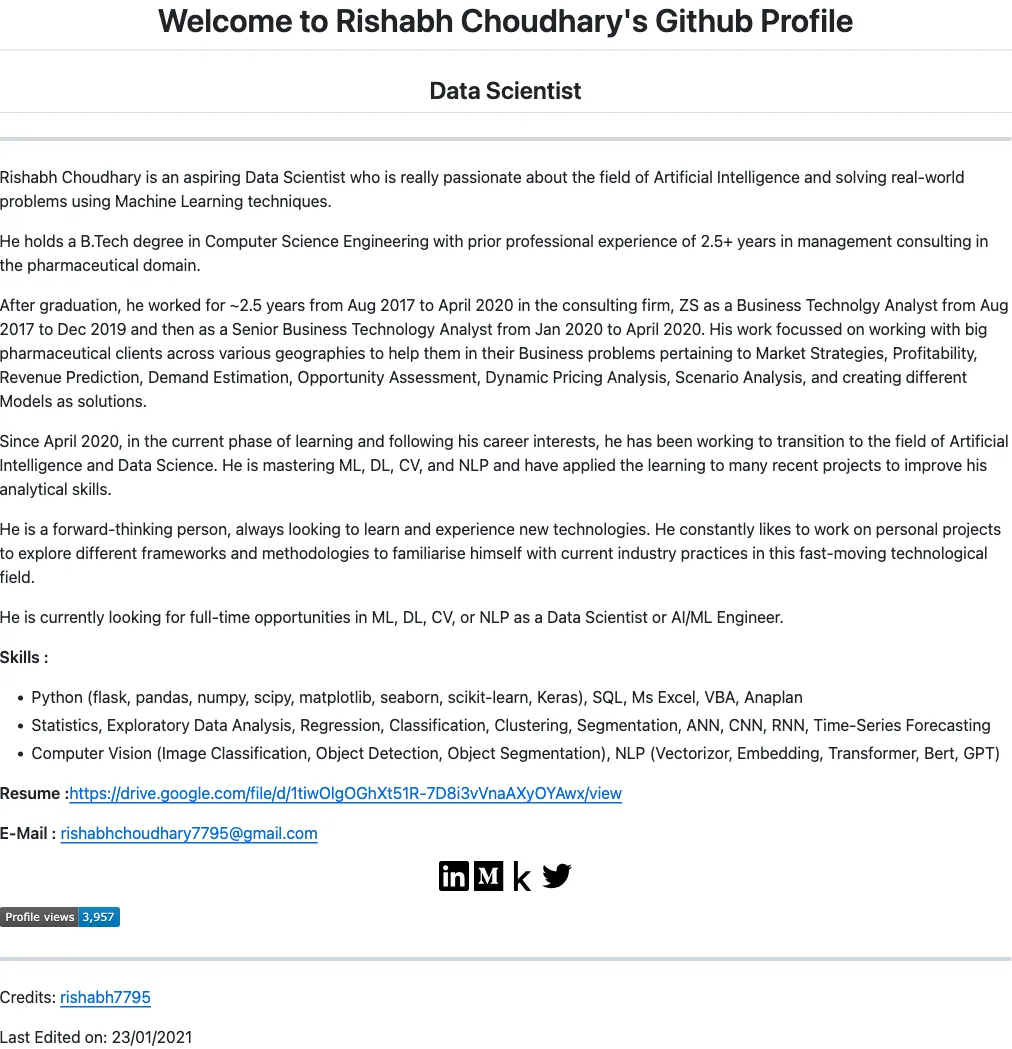 Welcome to Rishabh Choudhary's Github Profile
Data Scientist
Rishabh Choudhary is an aspiring Data Scientist who is really passionate about the field of Artificial Intelligence and solving real-world
problems using Machine Learning techniques.
He holds a B.Tech degree in Computer Science Engineering with prior professional experience of 2.5+ years in management consulting in
the pharmaceutical domain.
After graduation, he worked for ~2.5 years from Aug 2017 to April 2020 in the consulting firm, ZS as a Business Technolgy Analyst from Aug
2017 to Dec 2019 and then as a Senior Business Technology Analyst from Jan 2020 to April 2020. His work focussed on working with big
pharmaceutical clients across various geographies to help them in their Business problems pertaining to Market Strategies, Profitability,
Revenue Prediction, Demand Estimation, Opportunity Assessment, Dynamic Pricing Analysis, Scenario Analysis, and creating different
Models as solutions.
Since April 2020, in the current phase of learning and following his career interests, he has been working to transition to the field of Artificial
Intelligence and Data Science. He is mastering ML, DL, CV, and NLP and have applied the learning to many recent projects to improve his
analytical skills.
He is a forward-thinking person, always looking to learn and experience new technologies. He constantly likes to work on personal projects
to explore different frameworks and methodologies to familiarise himself with current industry practices in this fast-moving technological
field.
He is currently looking for full-time opportunities in ML, DL, CV, or NLP as a Data Scientist or AI/ML Engineer.
Skills :
• Python (flask, pandas, numpy, scipy, matplotlib, seaborn, scikit-learn, Keras), SQL, Ms Excel, VBA, Anaplan
• Statistics, Exploratory Data Analysis, Regression, Classification, Clustering, Segmentation, ANN, CNN, RNN, Time-Series Forecasting
• Computer Vision (Image Classification, Object Detection, Object Segmentation), NLP (Vectorizor, Embedding, Transformer, Bert, GPT)
Resume :https://drive.google.com/file/d/1tiwOlgOGhXt51R-7D8i3vVnaAXyOYAwx/view
E-Mail : rishabhchoudhary7795@gmail.com
in M k
Profile views 3,957
Credits: rishabh7795
Last Edited on: 23/01/2021